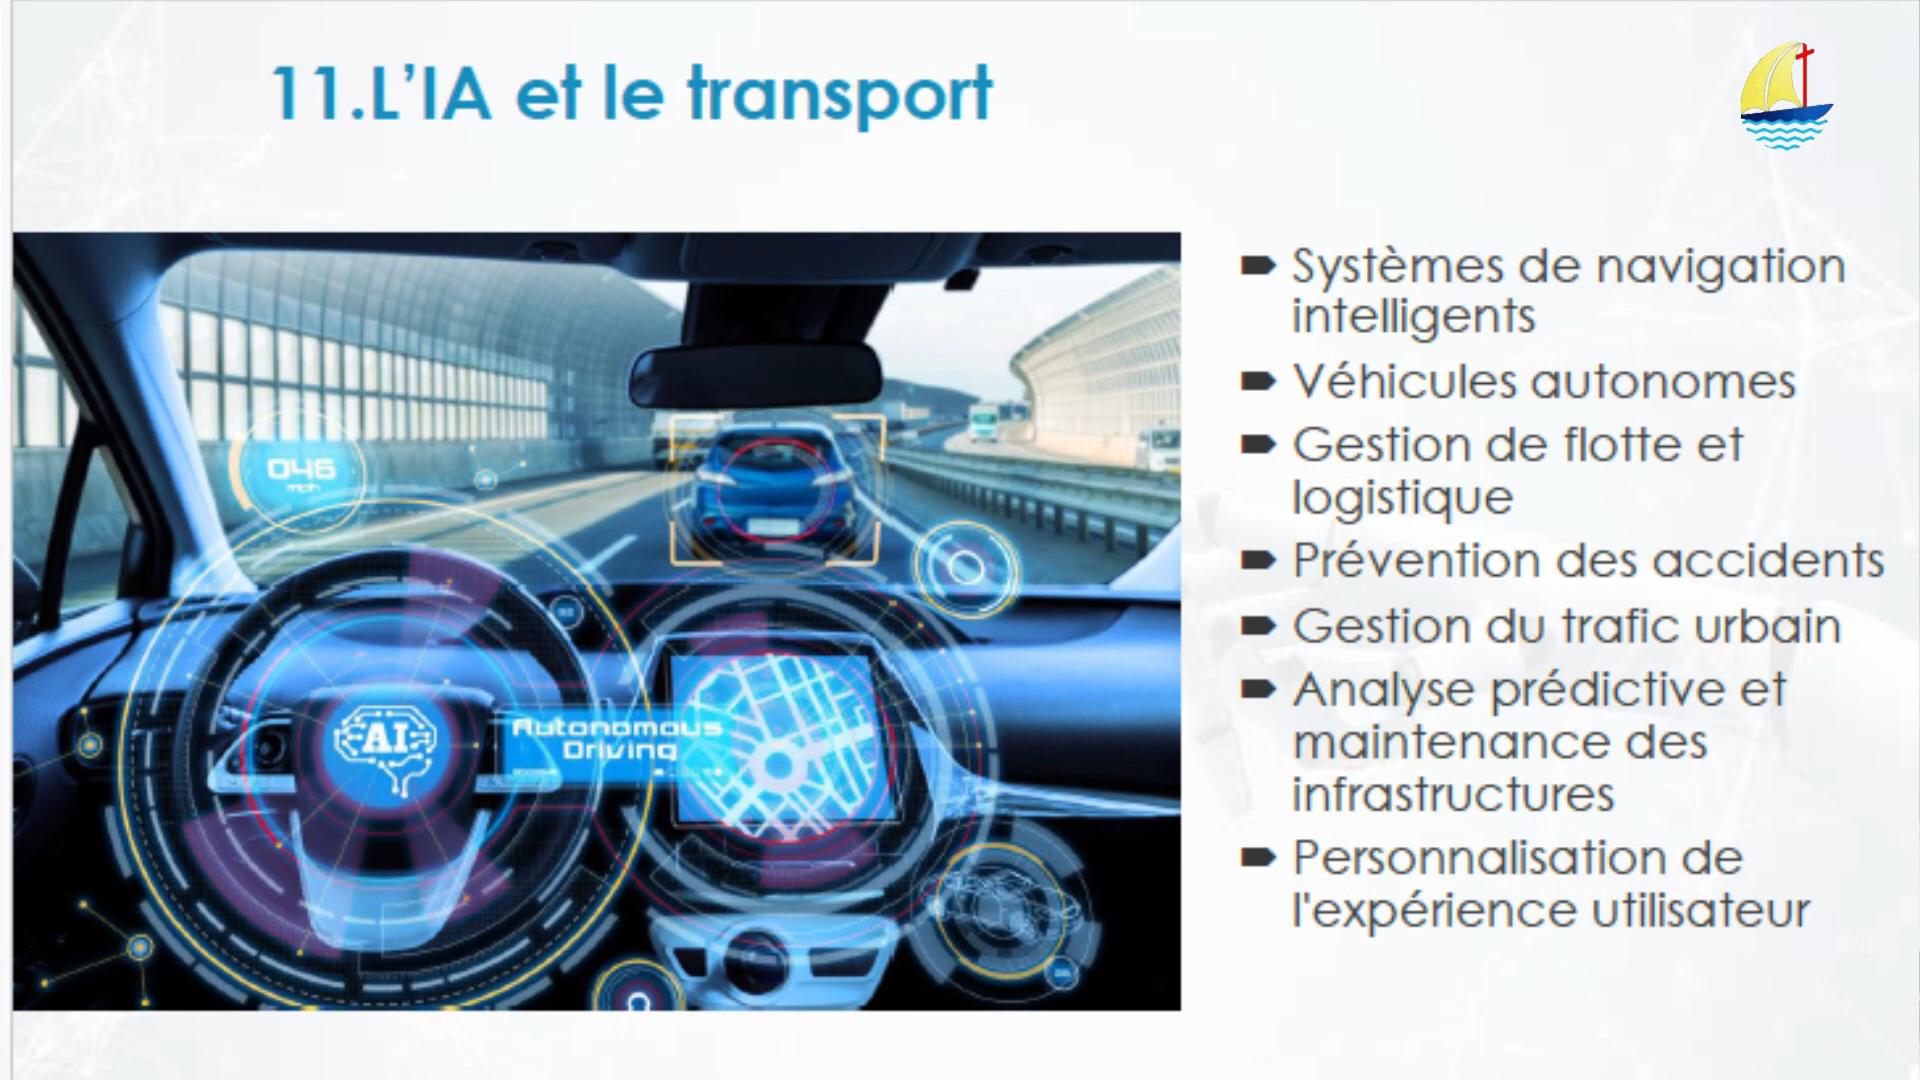 11.L’IA et le transport
Systèmes de navigation
intelligents
Véhicules autonomes
Gestion de flotte et
logistique
Prévention des accidents
Gestion du trafic urbain
Analyse prédictive et
maintenance des
infrastructures
Personnalisation de
l'expérience utilisateur
046
mph
AI
Autonomous
Driving